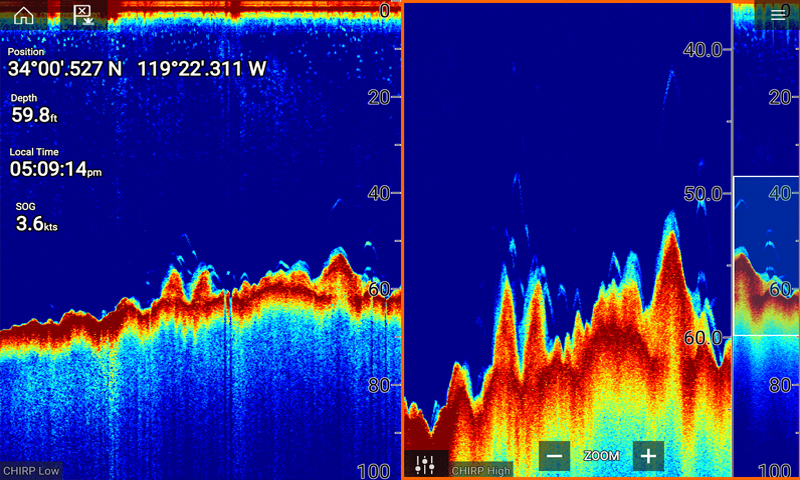 Position
34°00'.527 N 119°22'.311 W
Depth
59.8ft
Local Time
05:09:14pm
SOG
3.6kts
0
20
40
60
80
100
CHIRP Low
40.0
50.0
60.0
CHIRP High
ZOOM
0
20
40
60
80
100